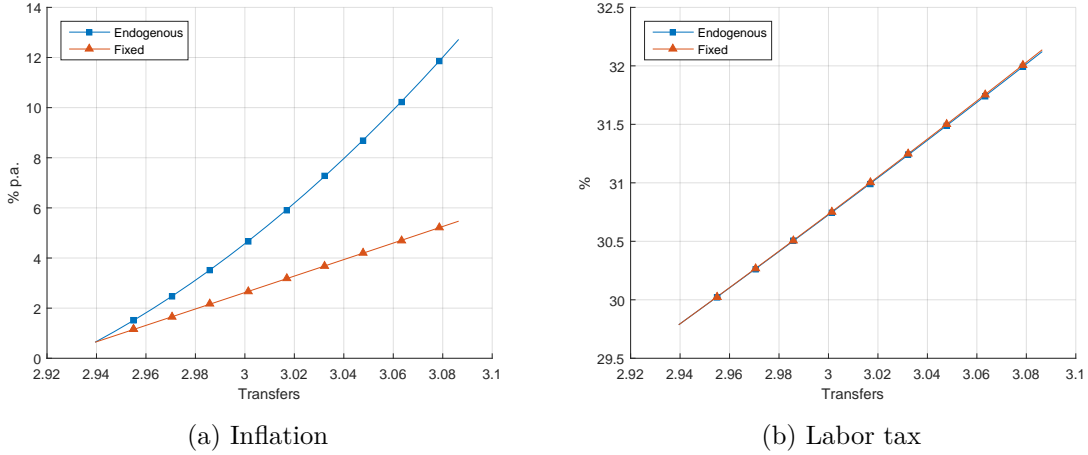 Endogenous
Fixed
% p.a.
14
12
10
8
6
4
2
0
2.92 2.94 2.96 2.98 3 3.02 3.04 3.06 3.08 3.1
Transfers
(a) Inflation
Endogenous
Fixed
%
32.5
32
31.5
31
30.5
30
29.5
2.92 2.94 2.96 2.98 3 3.02 3.04 3.06 3.08 3.1
Transfers
(b) Labor tax